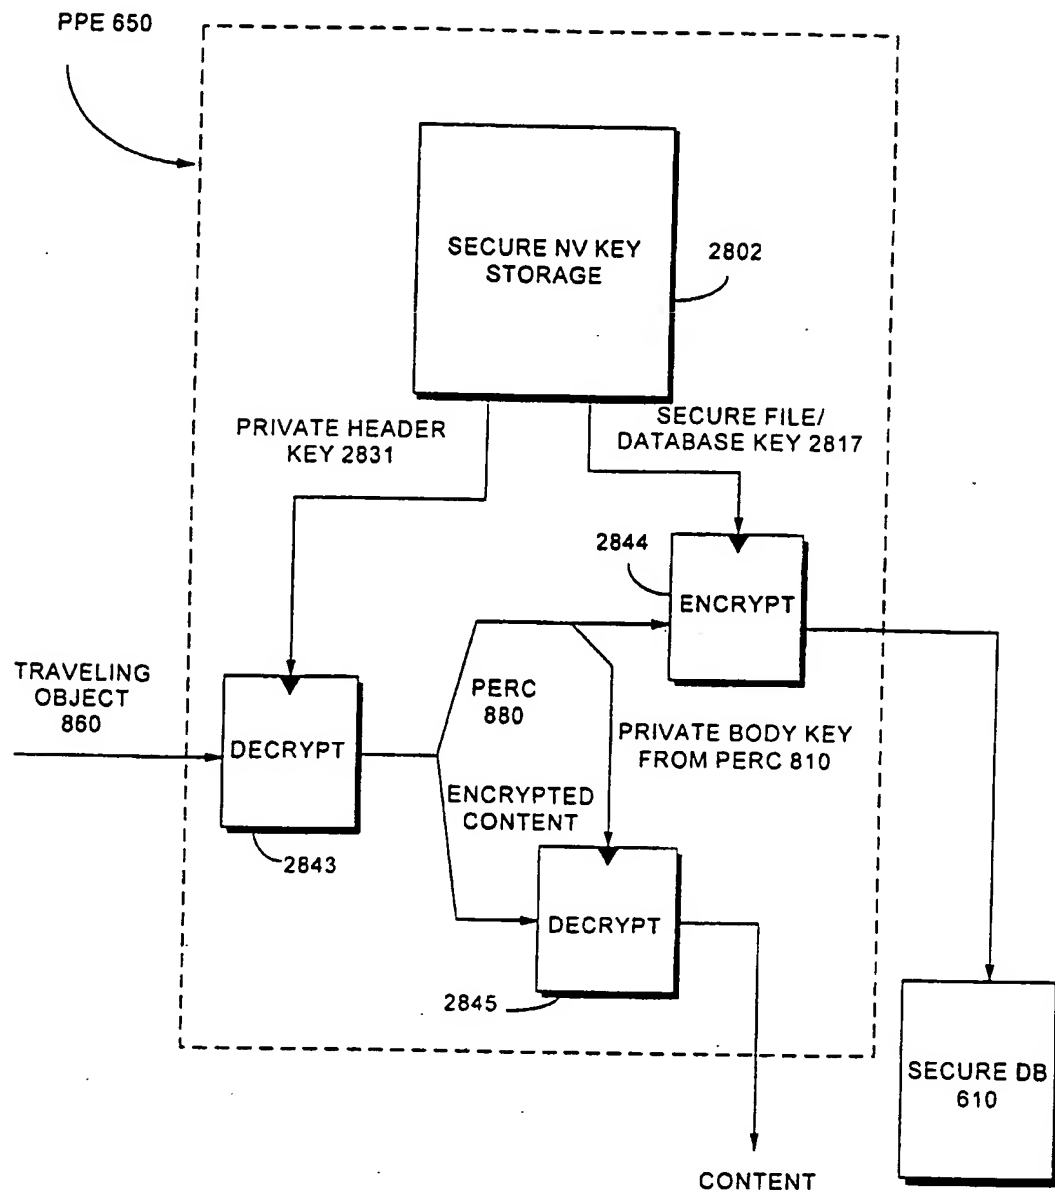 PPE 650
SECURE NV KEY
STORAGE
2802
PRIVATE HEADER
KEY 2831
SECURE FILE/
DATABASE KEY 2817
2844
ENCRYPT
TRAVELING
OBJECT
860
DECRYPT
PERC
880
PRIVATE BODY KEY
FROM PERC 810
ENCRYPTED
CONTENT
2843
DECRYPT
2845
SECURE DB
610
CONTENT